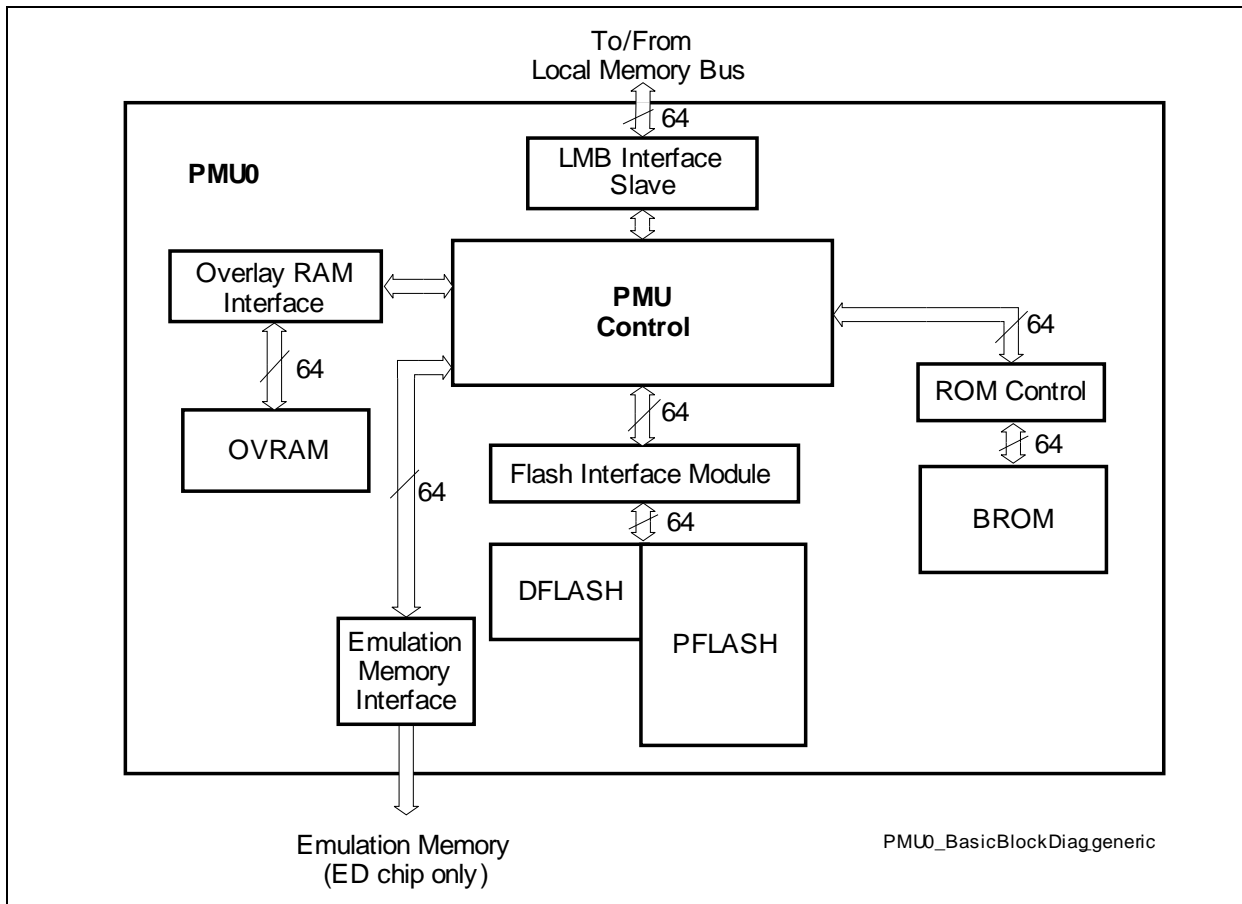 To/From
Local Memory Bus
64
LMB Interface
Slave
PMU0
Overlay RAM
Interface
PMU
Control
64
64
64
ROM Control
OVRAM
64
Flash Interface Module
64
64
BROM
DFLASH
PFLASH
Emulation
Memory
Interface
Emulation Memory
(ED chip only)
PMU0_BasicBlockDiag.generic